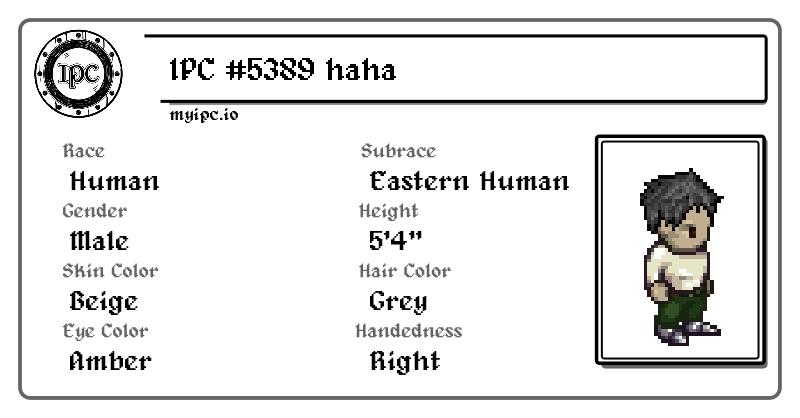 IPC
IPC #5389 haha
myipc.io
Race
Human
Subrace
Eastern Human
Gender
Male
Height
5'4"
Skin Color
Beige
Hair Color
Grey
Eye Color
Amber
Handedness
Right